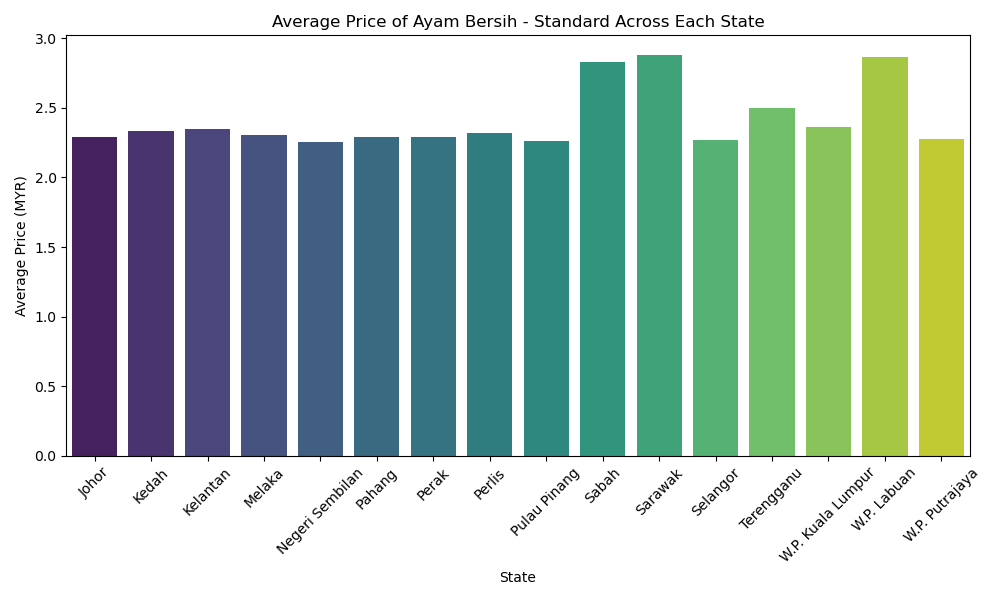 Average Price of Ayam Bersih - Standard Across Each State
Average Price (MYR)
3.0
2.5
2.0
1.5
1.0
0.5
0.0
Johor
Kedah
Kelantan
Melaka
Negeri Sembilan
Pahang
Perak
Perlis
Pulau Pinang
Sabah
Sarawak
Selangor
Terengganu
W.P. Kuala Lumpur
W.P. Labuan
W.P. Putrajaya
State